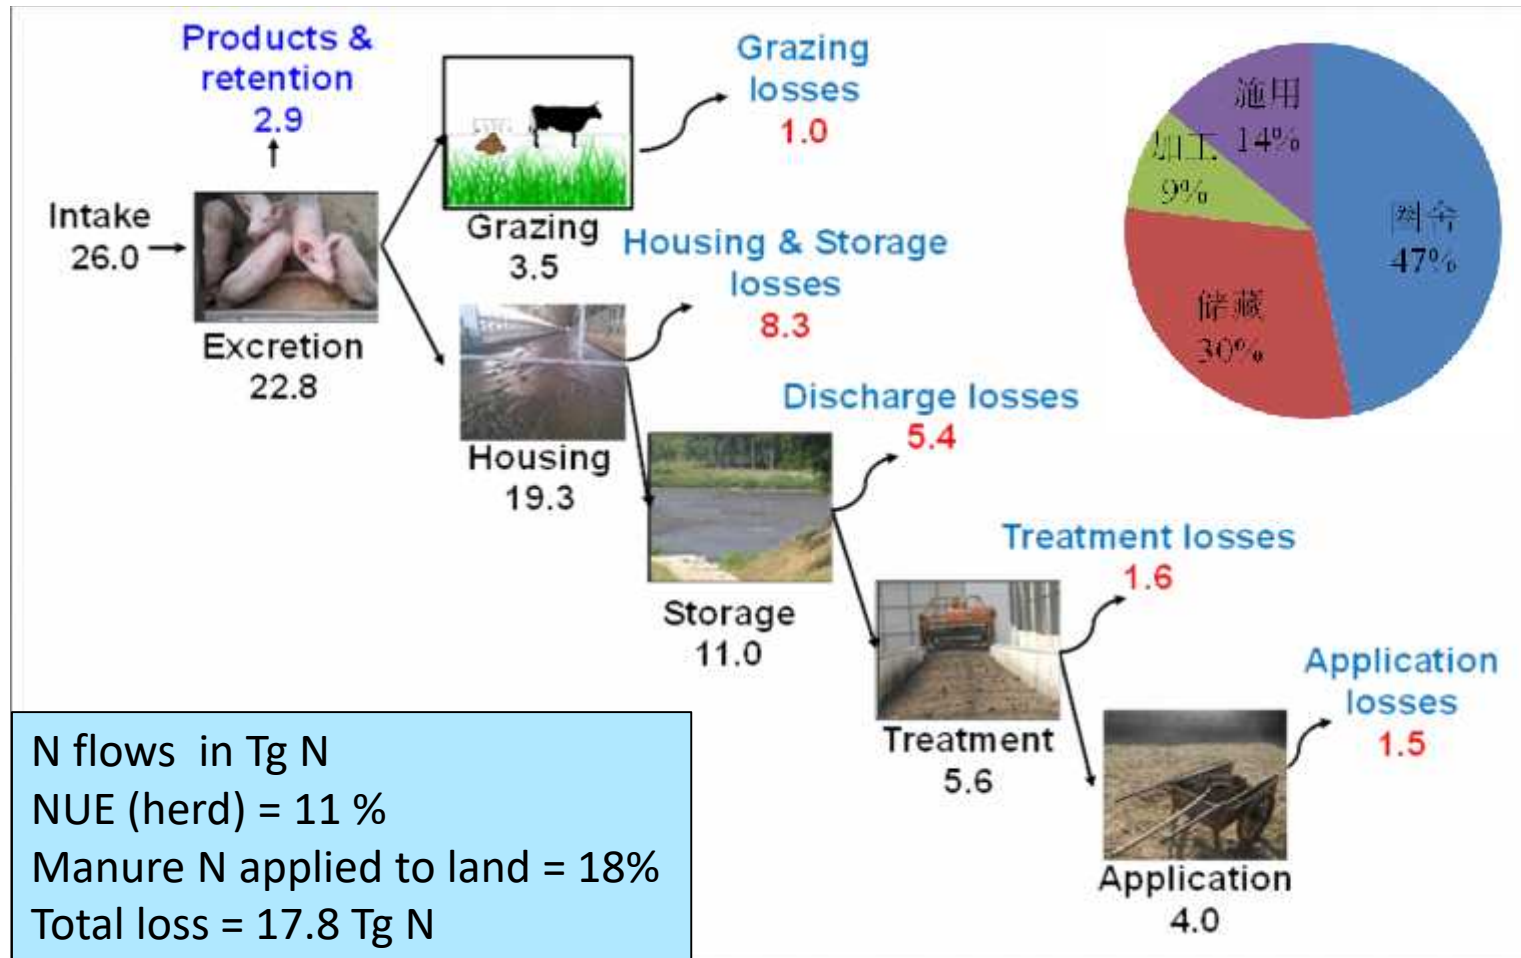 Products &
retention
2.9
Grazing
losses
1.0
Intake
26.0
Grazing
3.5
Excretion
22.8
Housing & Storage
losses
8.3
Housing
19.3
Discharge losses
5.4
Storage
11.0
Treatment losses
1.6
Treatment
5.6
Application
losses
1.5
Application
4.0
施用
14%
加工
9%
圈舍
47%
储藏
30%
N flows in Tg N
NUE (herd) = 11 %
Manure N applied to land = 18%
Total loss = 17.8 Tg N